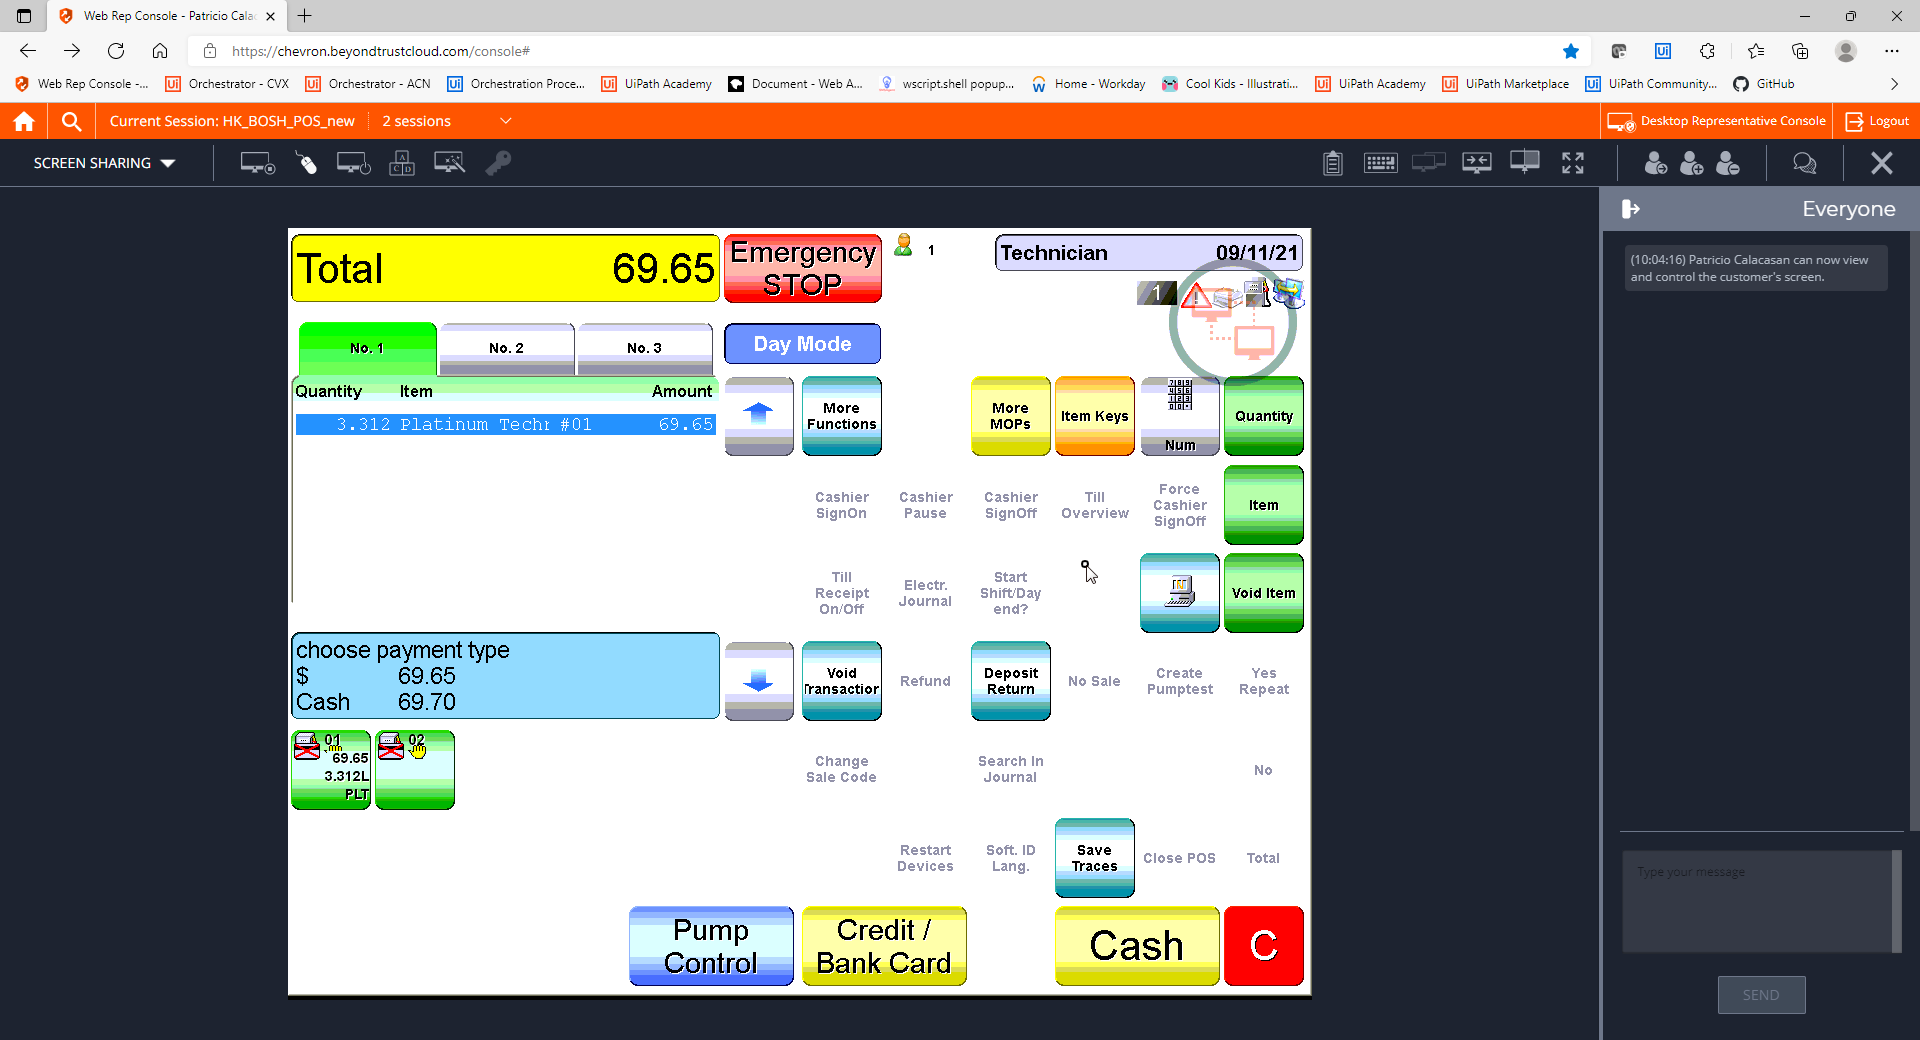 Web Rep Console - Patricio Cala
https://chevron.beyondtrustcloud.com/console#
Web Rep Console -...
Orchestrator - CVX
Orchestrator - ACN
Orchestration Proce...
UiPath Academy
Document - Web A...
wscript.shell popup...
Home - Workday
Cool Kids - Illustrati...
UiPath Academy
UiPath Marketplace
UiPath Community...
GitHub
Current Session: HK_BOSH_POS_new
2 sessions
Desktop Representative Console
Logout
SCREEN SHARING
Everyone
(10:04:16) Patricio Calacasan can now view
and control the customer's screen.
Total 69.65
Emergency
STOP
1
Technician 09/11/21
1
No. 1
No. 2
No. 3
Day Mode
Quantity Item Amount
3.312 Platinum Techr #01 69.65
More
Functions
More
MOPs
Item Keys
Num
Quantity
Cashier
SignOn
Cashier
Pause
Cashier
SignOff
Till
Overview
Force
Cashier
SignOff
Item
Till
Receipt
On/Off
Electr.
Journal
Start
Shift/Day
end?
Void Item
choose payment type
$ 69.65
Cash 69.70
Void
Transaction
Refund
Deposit
Return
No Sale
Create
Pumptest
Yes
Repeat
01
69.65
3.312L
PLT
02
Change
Sale Code
Search In
Journal
No
Restart
Devices
Soft. ID
Lang.
Save
Traces
Close POS
Total
Pump
Control
Credit /
Bank Card
Cash
C
Type your message
SEND